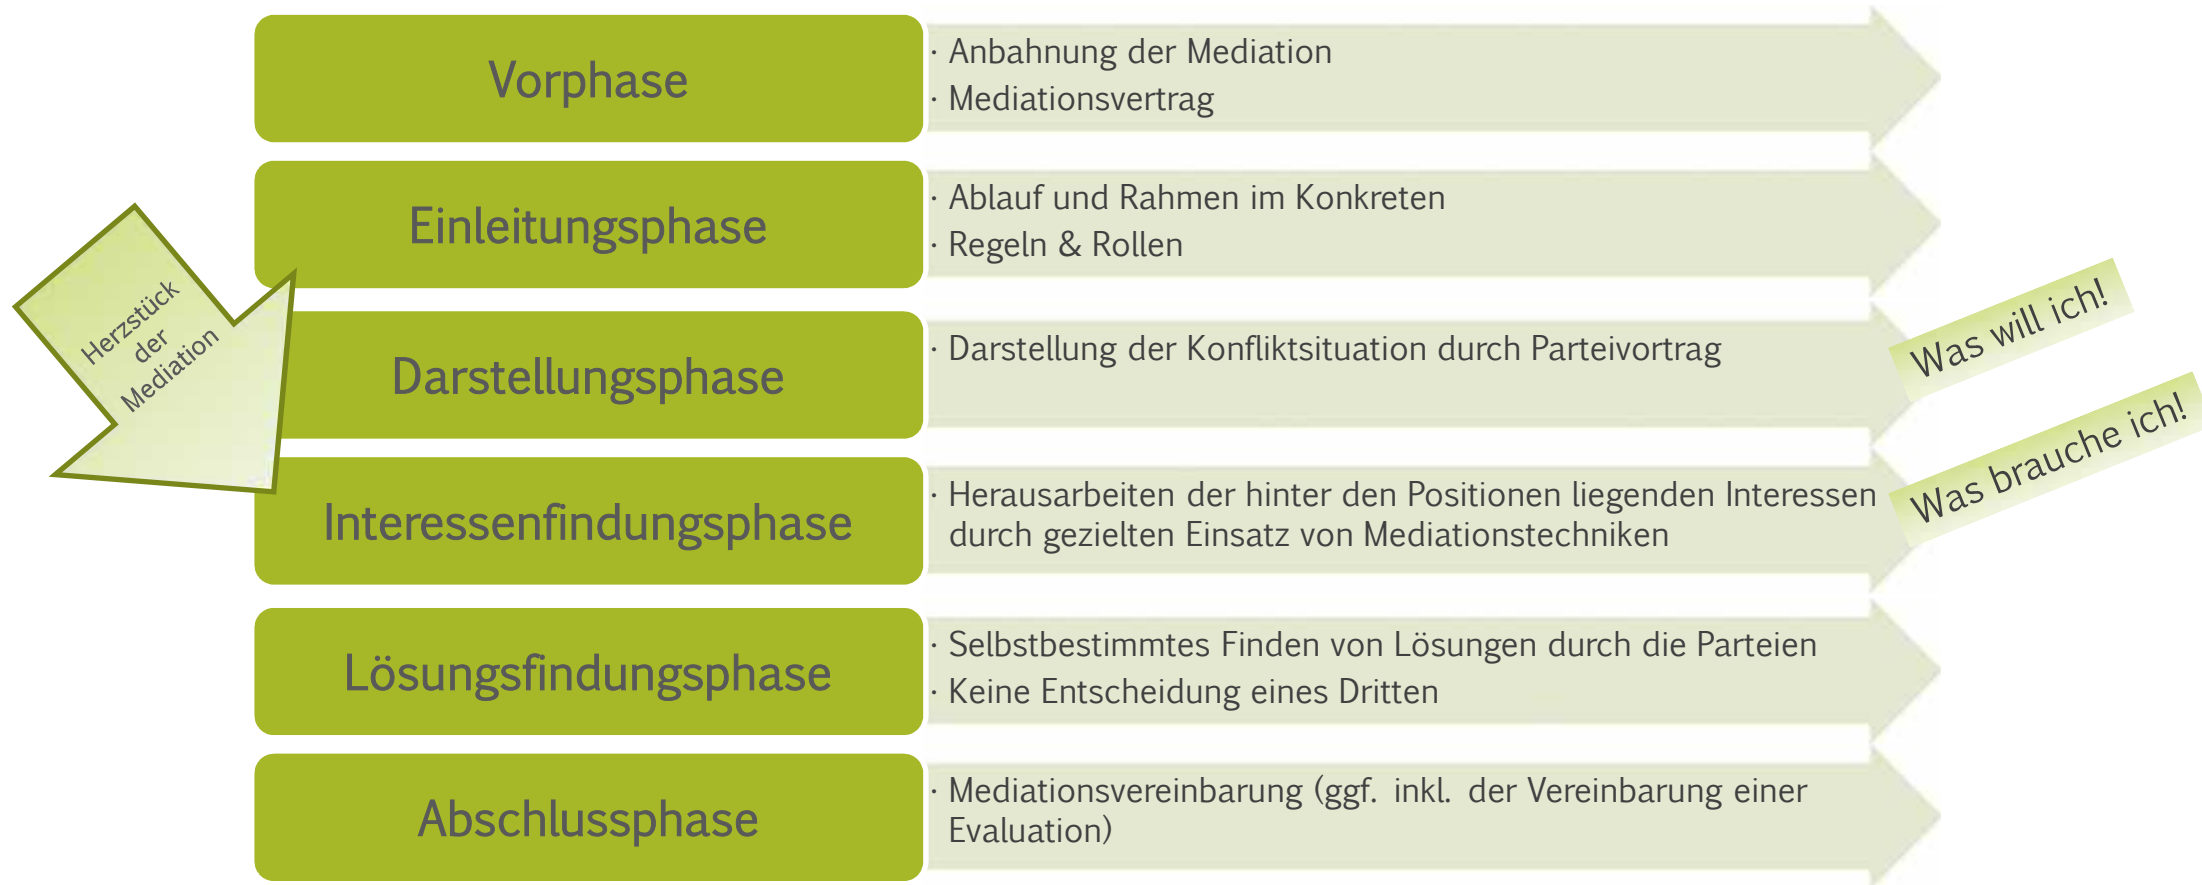 Vorphase
· Anbahnung der Mediation
· Mediationsvertrag
Einleitungsphase
· Ablauf und Rahmen im Konkreten
· Regeln & Rollen
Herzstück
der
Mediation
Darstellungsphase
· Darstellung der Konfliktsituation durch Parteivortrag
Was will ich!
Interessenfindungsphase
· Herausarbeiten der hinter den Positionen liegenden Interessen
durch gezielten Einsatz von Mediationstechniken
Was brauche ich!
Lösungsfindungsphase
· Selbstbestimmtes Finden von Lösungen durch die Parteien
· Keine Entscheidung eines Dritten
Abschlussphase
· Mediationsvereinbarung (ggf. inkl. der Vereinbarung einer
Evaluation)